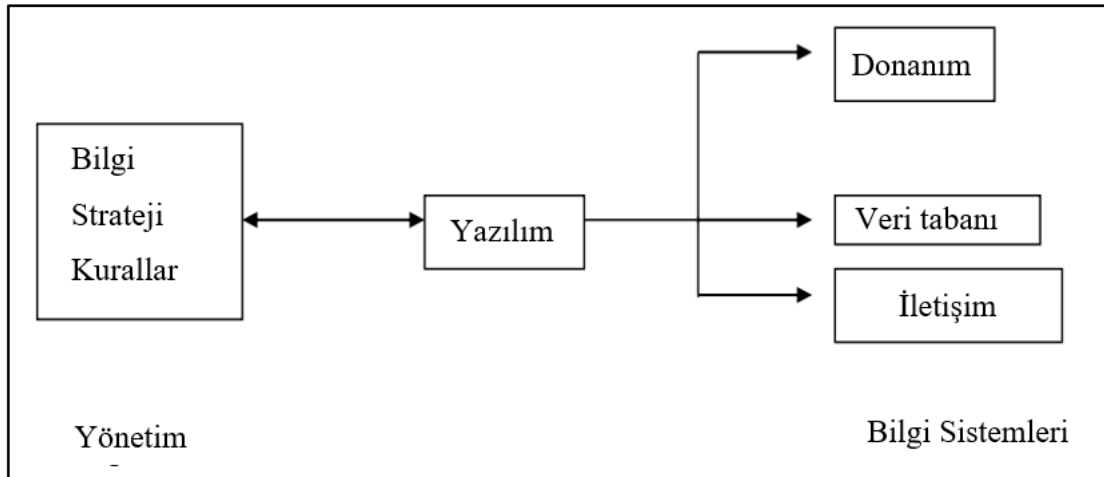 Bilgi
Strateji
Kurallar
Yazılım
Donanım
Veri tabanı
İletişim
Yönetim
Bilgi Sistemleri